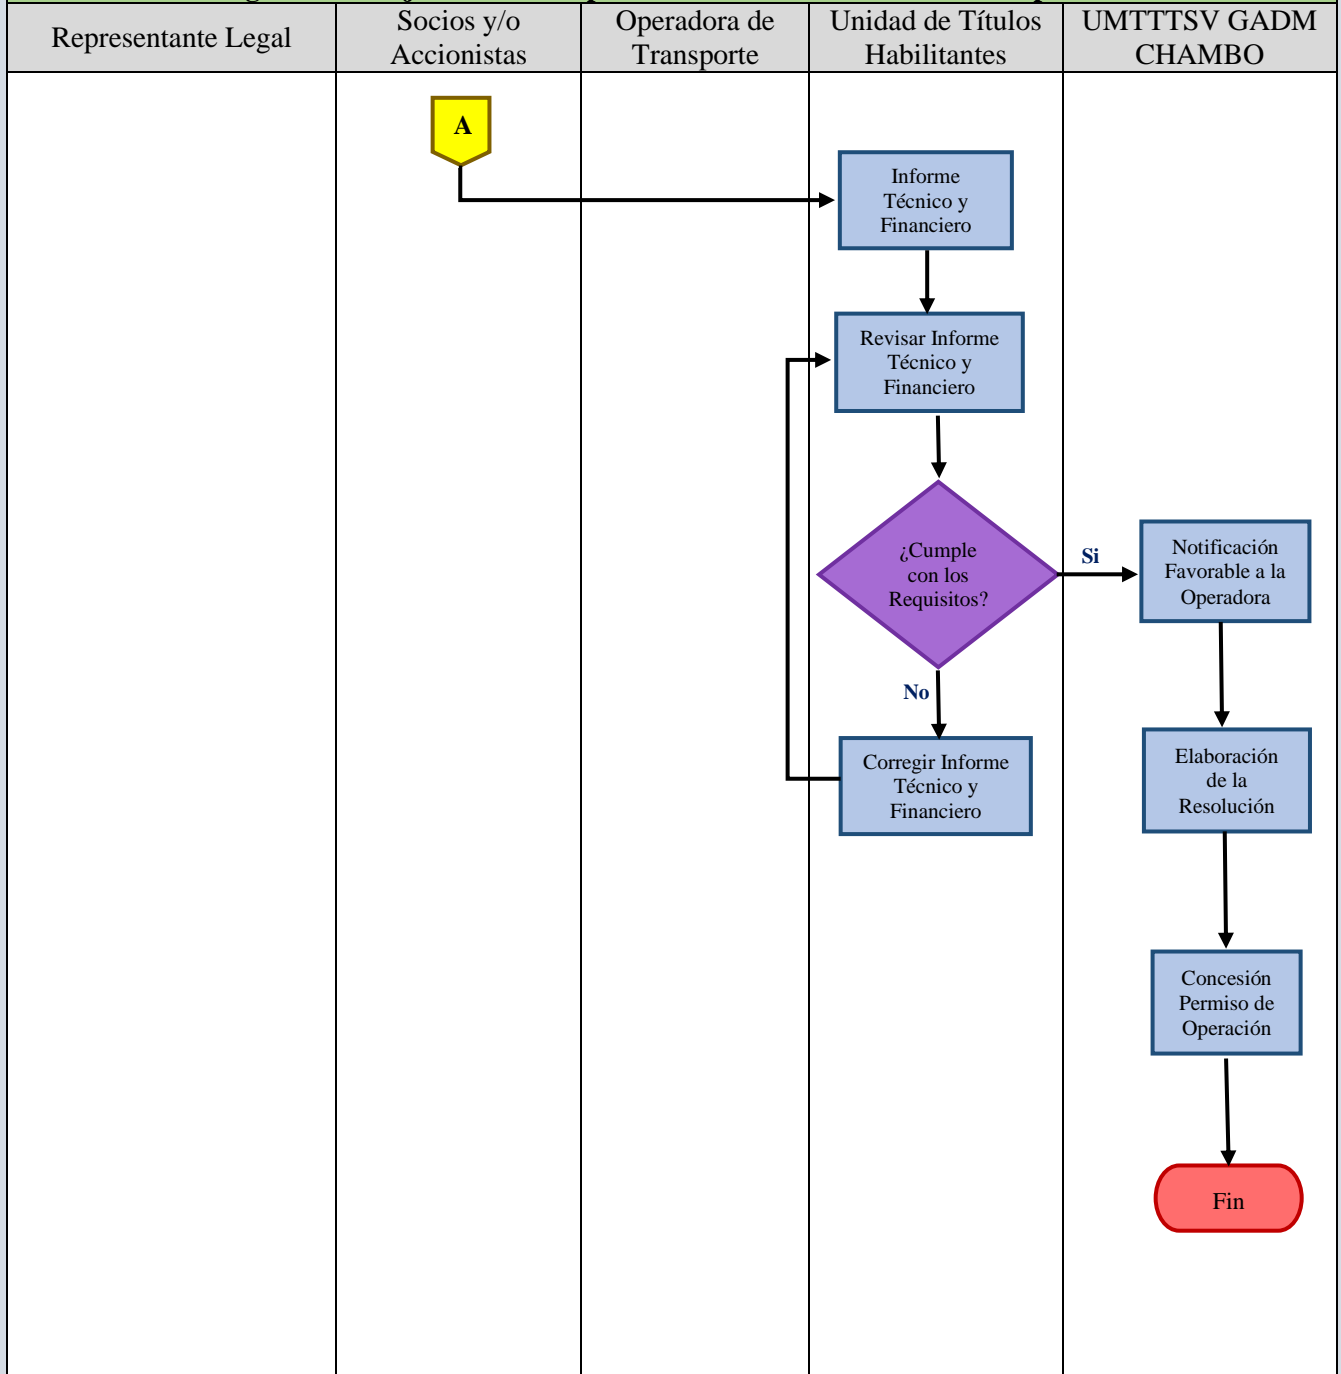 Representante Legal
Socios y/o
Accionistas
Operadora de
Transporte
Unidad de Títulos
Habilitantes
UMTTTSV GADM
CHAMBO
A
Informe
Técnico y
Financiero
Revisar Informe
Técnico y
Financiero
¿Cumple
con los
Requisitos?
Si
Notificación
Favorable a la
Operadora
No
Corregir Informe
Técnico y
Financiero
Elaboración
de la
Resolución
Concesión
Permiso de
Operación
Fin